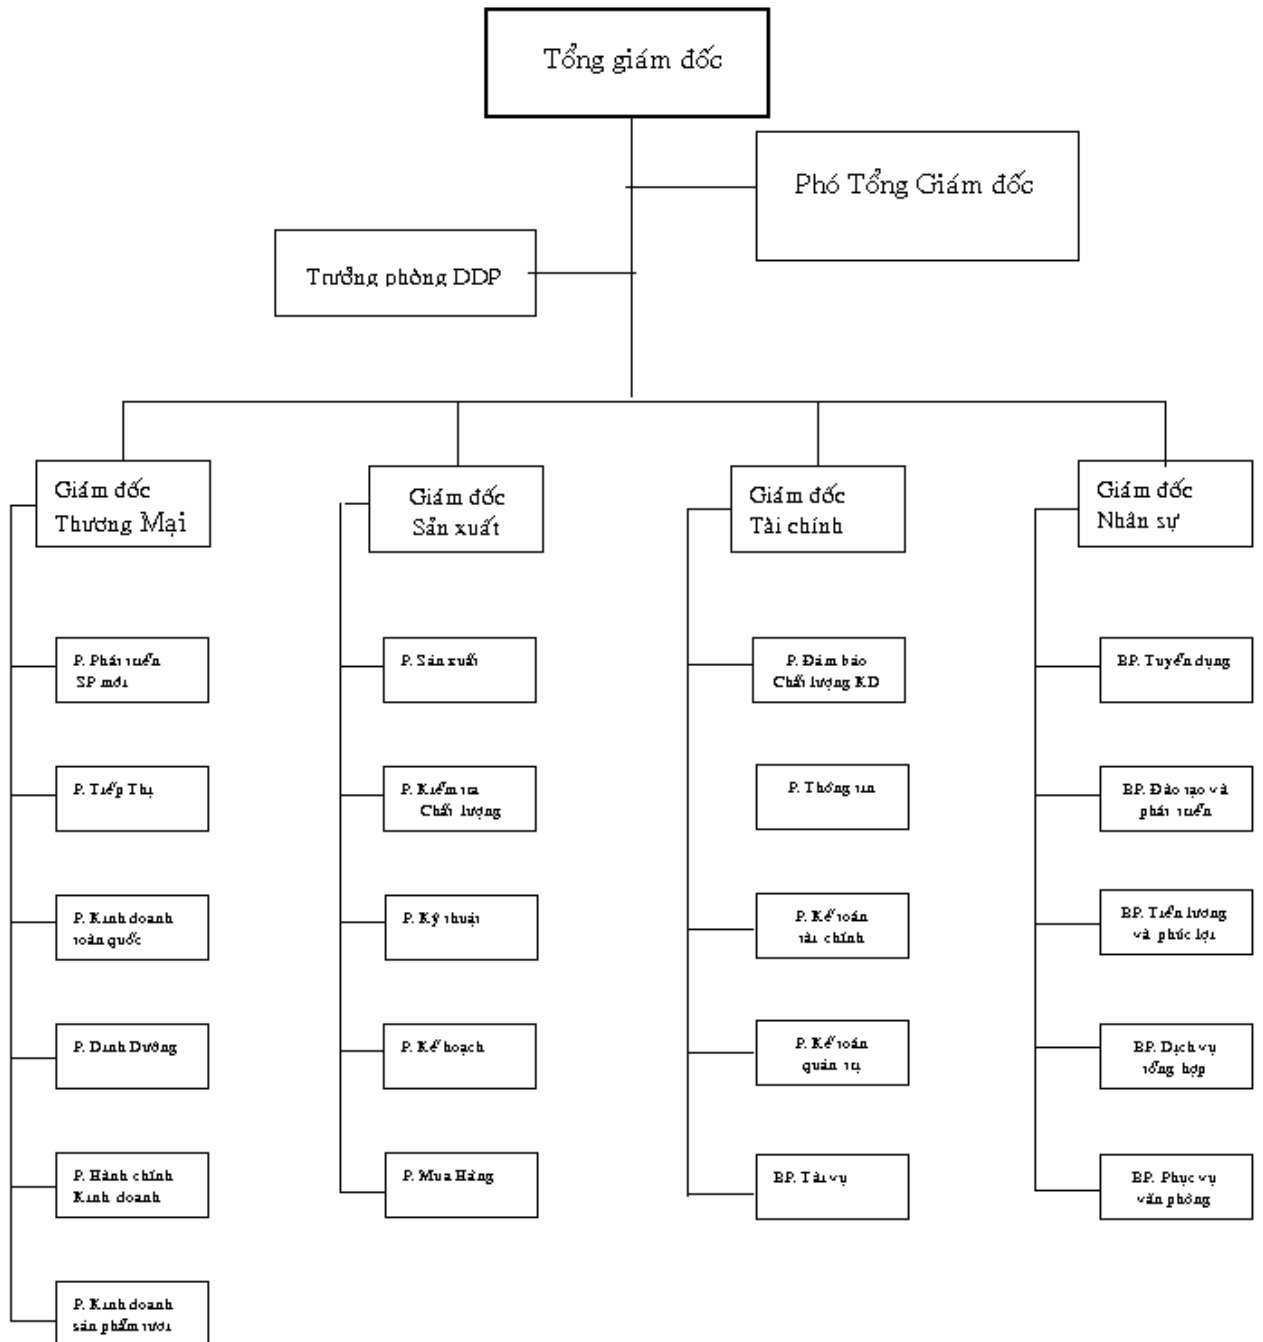 Tổng giám đốc
Phó Tổng Giám đốc
Trưởng phòng DDP
Giám đốc
Thương Mại
Giám đốc
Sản xuất
Giám đốc
Tài chính
Giám đốc
Nhân sự
P. Phát triển
SP mới
P. Tiếp Thị
P. Kinh doanh
toàn quốc
P. Dinh Dưỡng
P. Hành chính
Kinh doanh
P. Kinh doanh
sản phẩm tươi
P. Sản xuất
P. Kiểm tra
Chất lượng
P. Kỹ thuật
P. Kế hoạch
P. Mua Hàng
P. Đảm bảo
Chất lượng KD
P. Thông tin
P. Kế toán
tài chính
P. Kế toán
quản trị
BP. Tài vụ
BP. Tuyển dụng
BP. Đào tạo và
phát triển
BP. Tiền lương
và phúc lợi
BP. Dịch vụ
tổng hợp
BP. Phục vụ
văn phòng